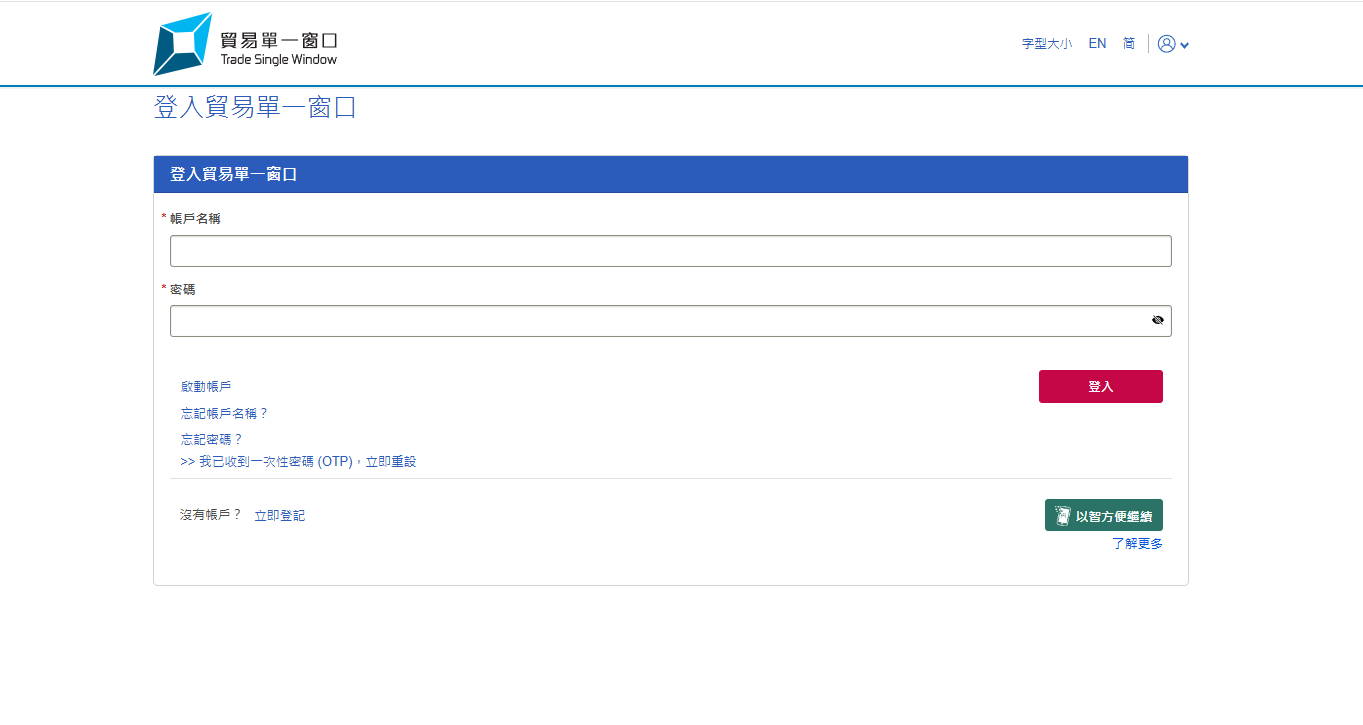 貿易單一窗口
Trade Single Window
字型大小 EN 简
登入貿易單一窗口
登入貿易單一窗口
* 帳戶名稱
* 密碼
啟動帳戶
登入
忘記帳戶名稱？
忘記密碼？
>> 我已收到一次性密碼 (OTP)，立即重設
沒有帳戶？ 立即登記
以智方便繼續
了解更多